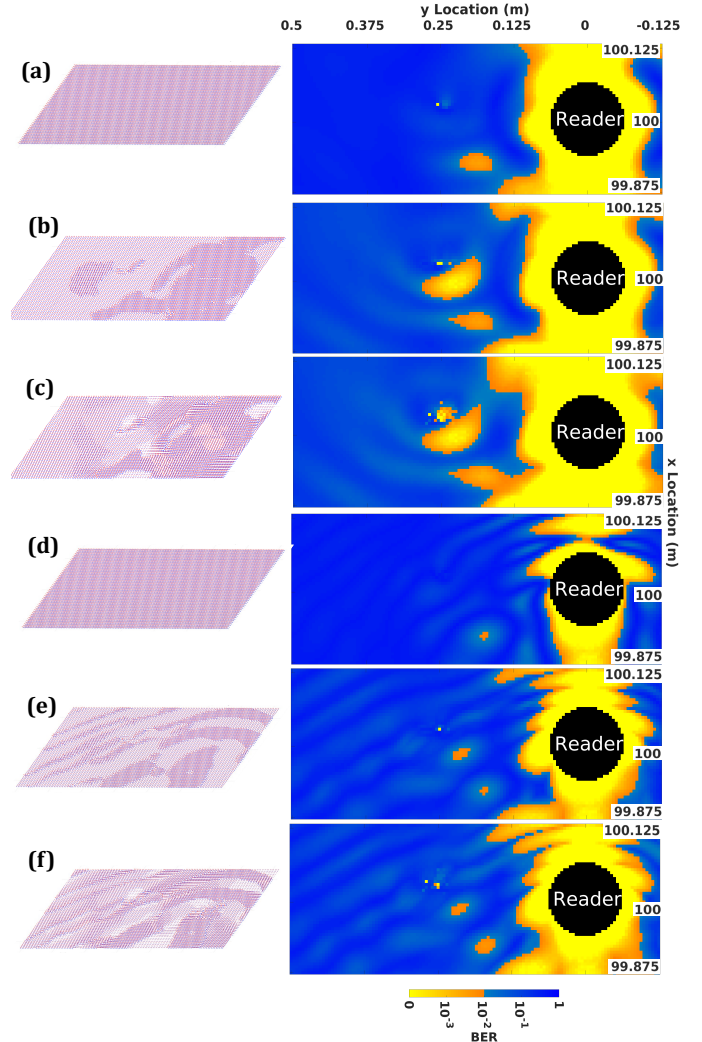 y Location (m)
0.5 0.375 0.25 0.125 0 -0.125
(a)
100.125
Reader
100
99.875
(b)
100.125
Reader
100
99.875
(c)
100.125
Reader
100
99.875
x Location (m)
(d)
100.125
Reader
100
99.875
(e)
100.125
Reader
100
99.875
(f)
100.125
Reader
100
99.875
0 10-3 10-2 10-1 1
BER